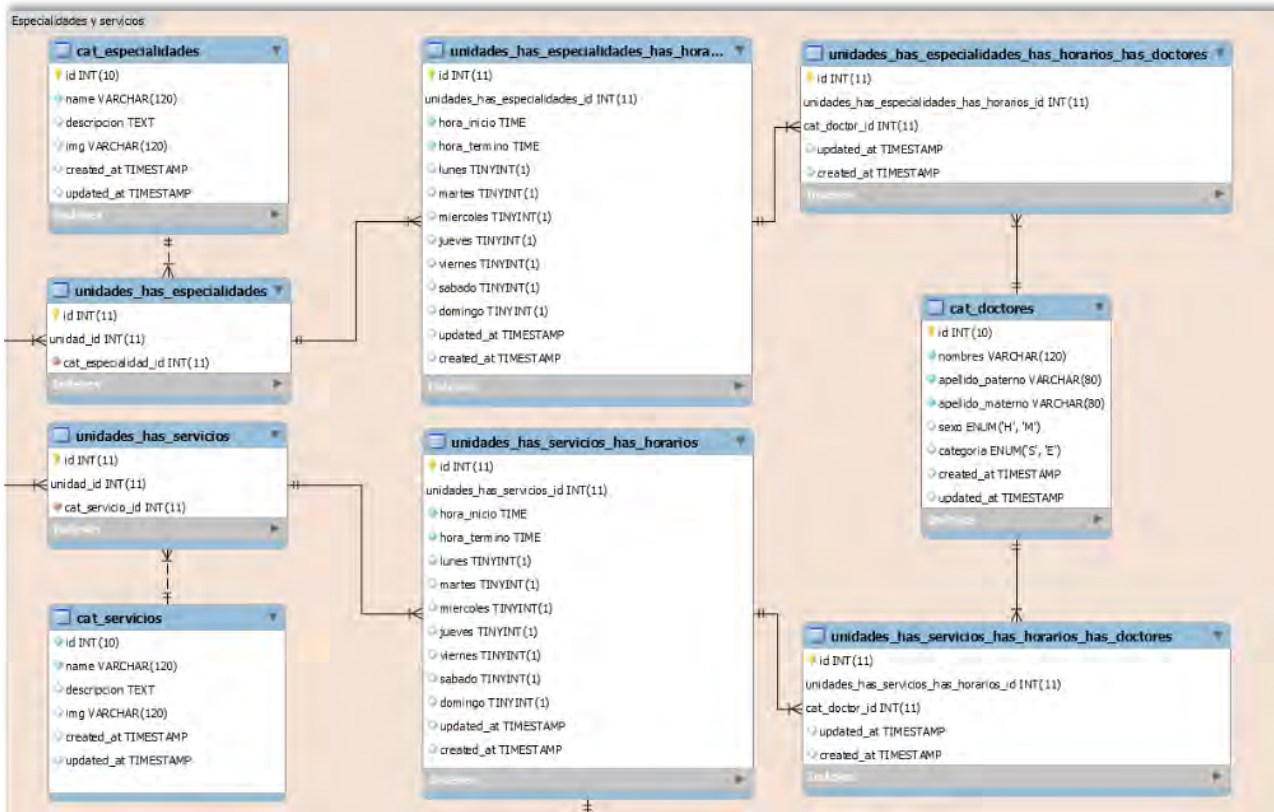 Especialidades y servicios
cat_especialidades
id INT(10)
name VARCHAR(120)
descripcion TEXT
img VARCHAR(120)
created_at TIMESTAMP
updated_at TIMESTAMP
Indexes
unidades_has_especialidades
id INT(11)
unidad_id INT(11)
cat_especialidad_id INT(11)
Indexes
unidades_has_servicios
id INT(11)
unidad_id INT(11)
cat_servicio_id INT(11)
Indexes
cat_servicios
id INT(10)
name VARCHAR(120)
descripcion TEXT
img VARCHAR(120)
created_at TIMESTAMP
updated_at TIMESTAMP
unidades_has_especialidades_has_hora...
id INT(11)
unidades_has_especialidades_id INT(11)
hora_inicio TIME
hora_termino TIME
lunes TINYINT(1)
martes TINYINT(1)
miercoles TINYINT(1)
jueves TINYINT(1)
viernes TINYINT(1)
sabado TINYINT(1)
domingo TINYINT(1)
updated_at TIMESTAMP
created_at TIMESTAMP
Indexes
unidades_has_servicios_has_horarios
id INT(11)
unidades_has_servicios_id INT(11)
hora_inicio TIME
hora_termino TIME
lunes TINYINT(1)
martes TINYINT(1)
miercoles TINYINT(1)
jueves TINYINT(1)
viernes TINYINT(1)
sabado TINYINT(1)
domingo TINYINT(1)
updated_at TIMESTAMP
created_at TIMESTAMP
Indexes
unidades_has_especialidades_has_horarios_has_doctores
id INT(11)
unidades_has_especialidades_has_horarios_id INT(11)
cat_doctor_id INT(11)
updated_at TIMESTAMP
created_at TIMESTAMP
Indexes
cat_doctores
id INT(10)
nombres VARCHAR(120)
apellido_paterno VARCHAR(80)
apellido_materno VARCHAR(80)
sexo ENUM('H', 'M')
categoria ENUM('S', 'E')
created_at TIMESTAMP
updated_at TIMESTAMP
Indexes
unidades_has_servicios_has_horarios_has_doctores
id INT(11)
unidades_has_servicios_has_horarios_id INT(11)
cat_doctor_id INT(11)
updated_at TIMESTAMP
created_at TIMESTAMP
Indexes